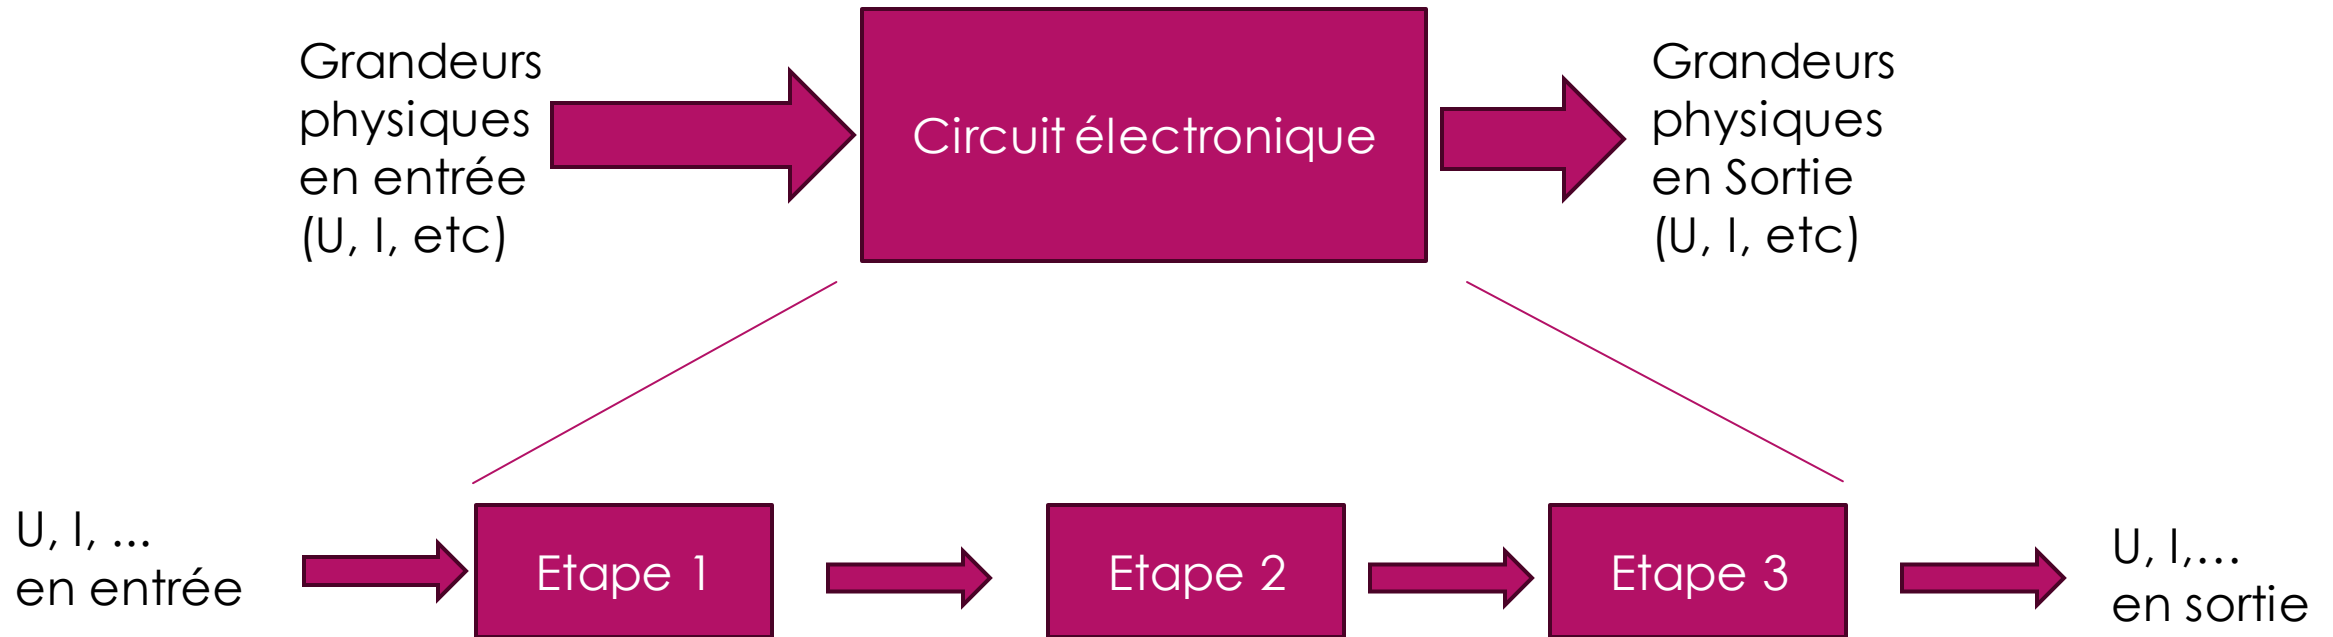 Grandeurs
physiques
en entrée
(U, I, etc)
Circuit électronique
Grandeurs
physiques
en Sortie
(U, I, etc)
U, I, ...
en entrée
Etape 1
Etape 2
Etape 3
U, I,...
en sortie